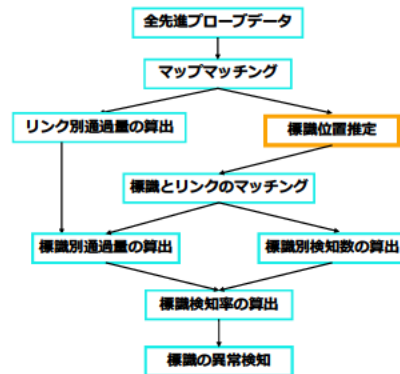 全先進プローブデータ
マップマッチング
リンク別通過量の算出
標識位置推定
標識とリンクのマッチング
標識別通過量の算出
標識別検知数の算出
標識検知率の算出
標識の異常検知